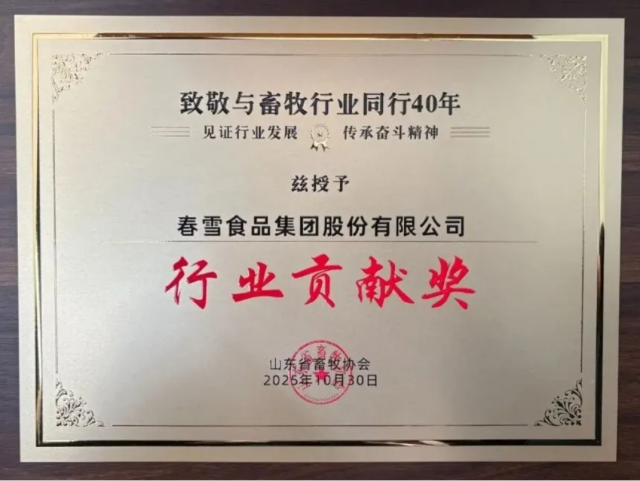 致敬与畜牧行业同行40年
见证行业发展 传承奋斗精神
兹授予
春雪食品集团股份有限公司
行业贡献奖
山东省畜牧协会
2025年10月30日